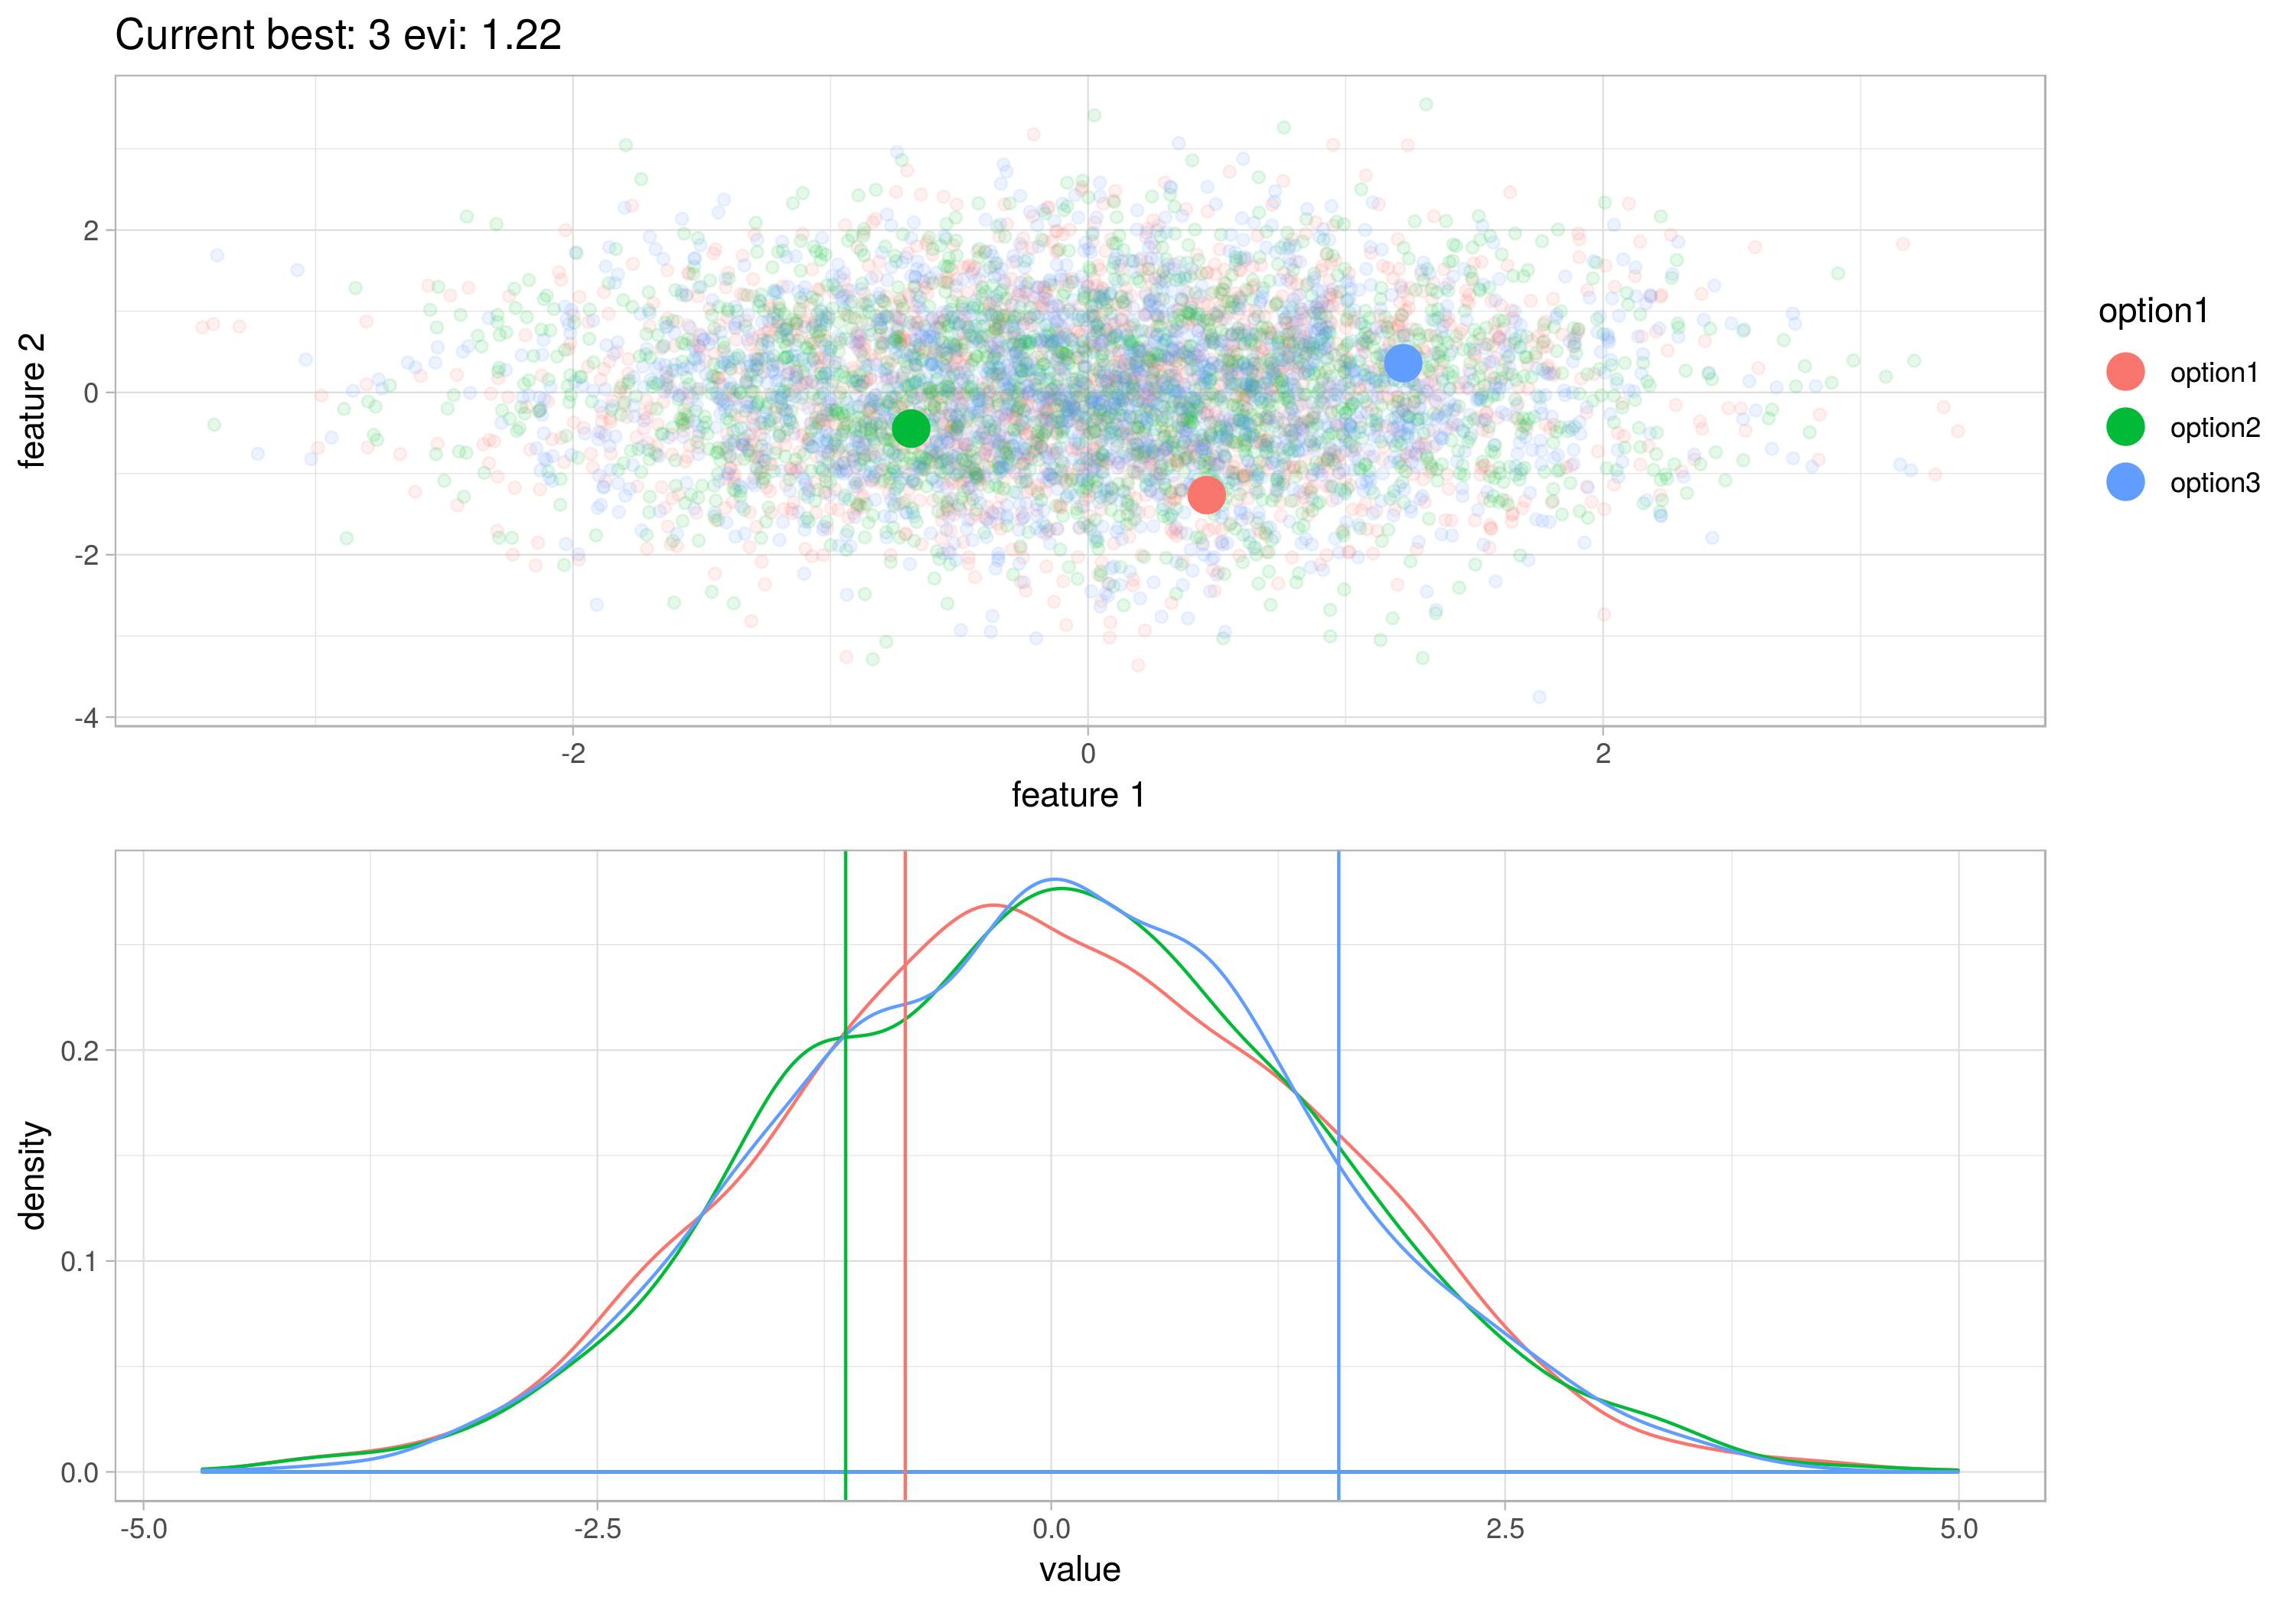 Current best: 3 evi: 1.22
2
0
-2
-4
feature 2
-2
0
2
feature 1
option1
option1
option2
option3
0.2
0.1
0.0
density
-5.0
-2.5
0.0
2.5
5.0
value